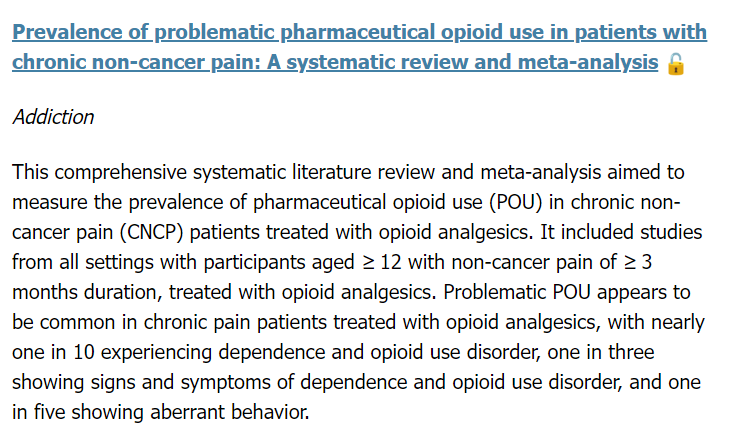 Prevalence of problematic pharmaceutical opioid use in patients with
chronic non-cancer pain: A systematic review and meta-analysis 🔓
Addiction
This comprehensive systematic literature review and meta-analysis aimed to
measure the prevalence of pharmaceutical opioid use (POU) in chronic non-
cancer pain (CNCP) patients treated with opioid analgesics. It included studies
from all settings with participants aged ≥ 12 with non-cancer pain of ≥ 3
months duration, treated with opioid analgesics. Problematic POU appears to
be common in chronic pain patients treated with opioid analgesics, with nearly
one in 10 experiencing dependence and opioid use disorder, one in three
showing signs and symptoms of dependence and opioid use disorder, and one
in five showing aberrant behavior.